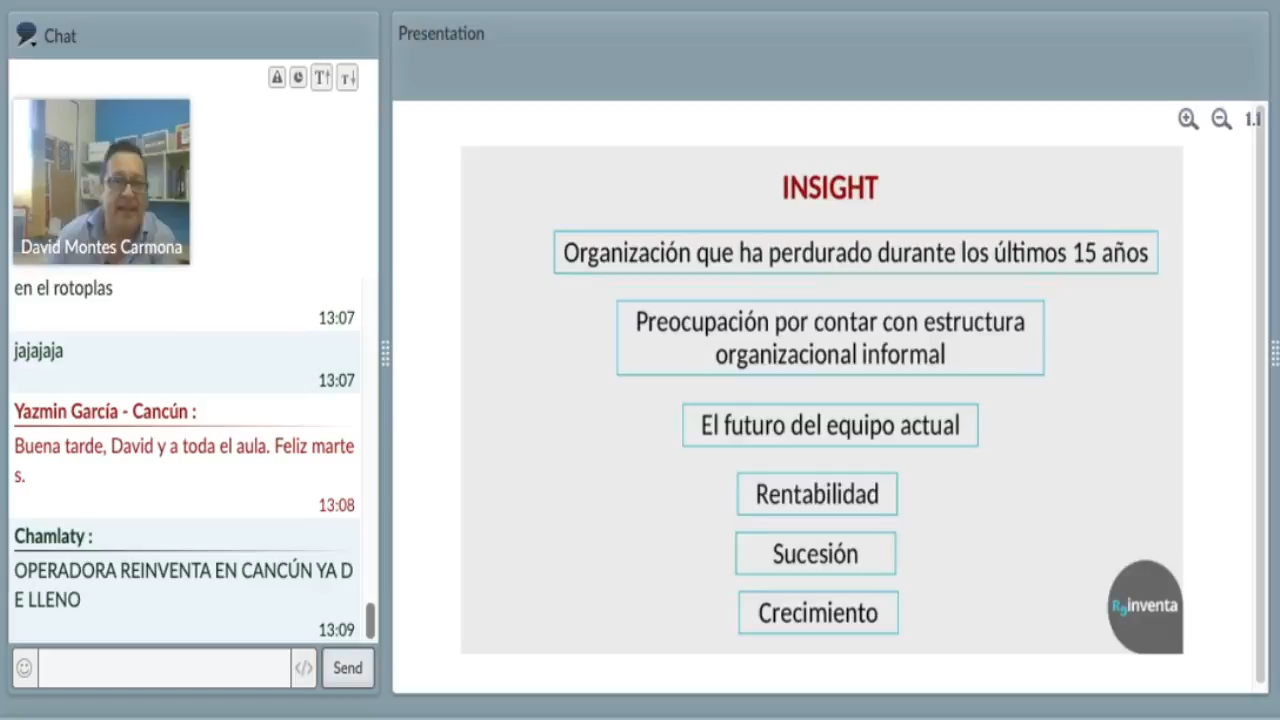 Chat
David Montes Carmona
en el rotoplas
13:07
jajajaja
13:07
Yazmin García - Cancún :
Buena tarde, David y a toda el aula. Feliz marte
s.
13:08
Chamlaty :
OPERADORA REINVENTA EN CANCÚN YA D
E LLENO
13:09
Send
Presentation
1:1
INSIGHT
Organización que ha perdurado durante los últimos 15 años
Preocupación por contar con estructura
organizacional informal
El futuro del equipo actual
Rentabilidad
Sucesión
Crecimiento
Reinventa